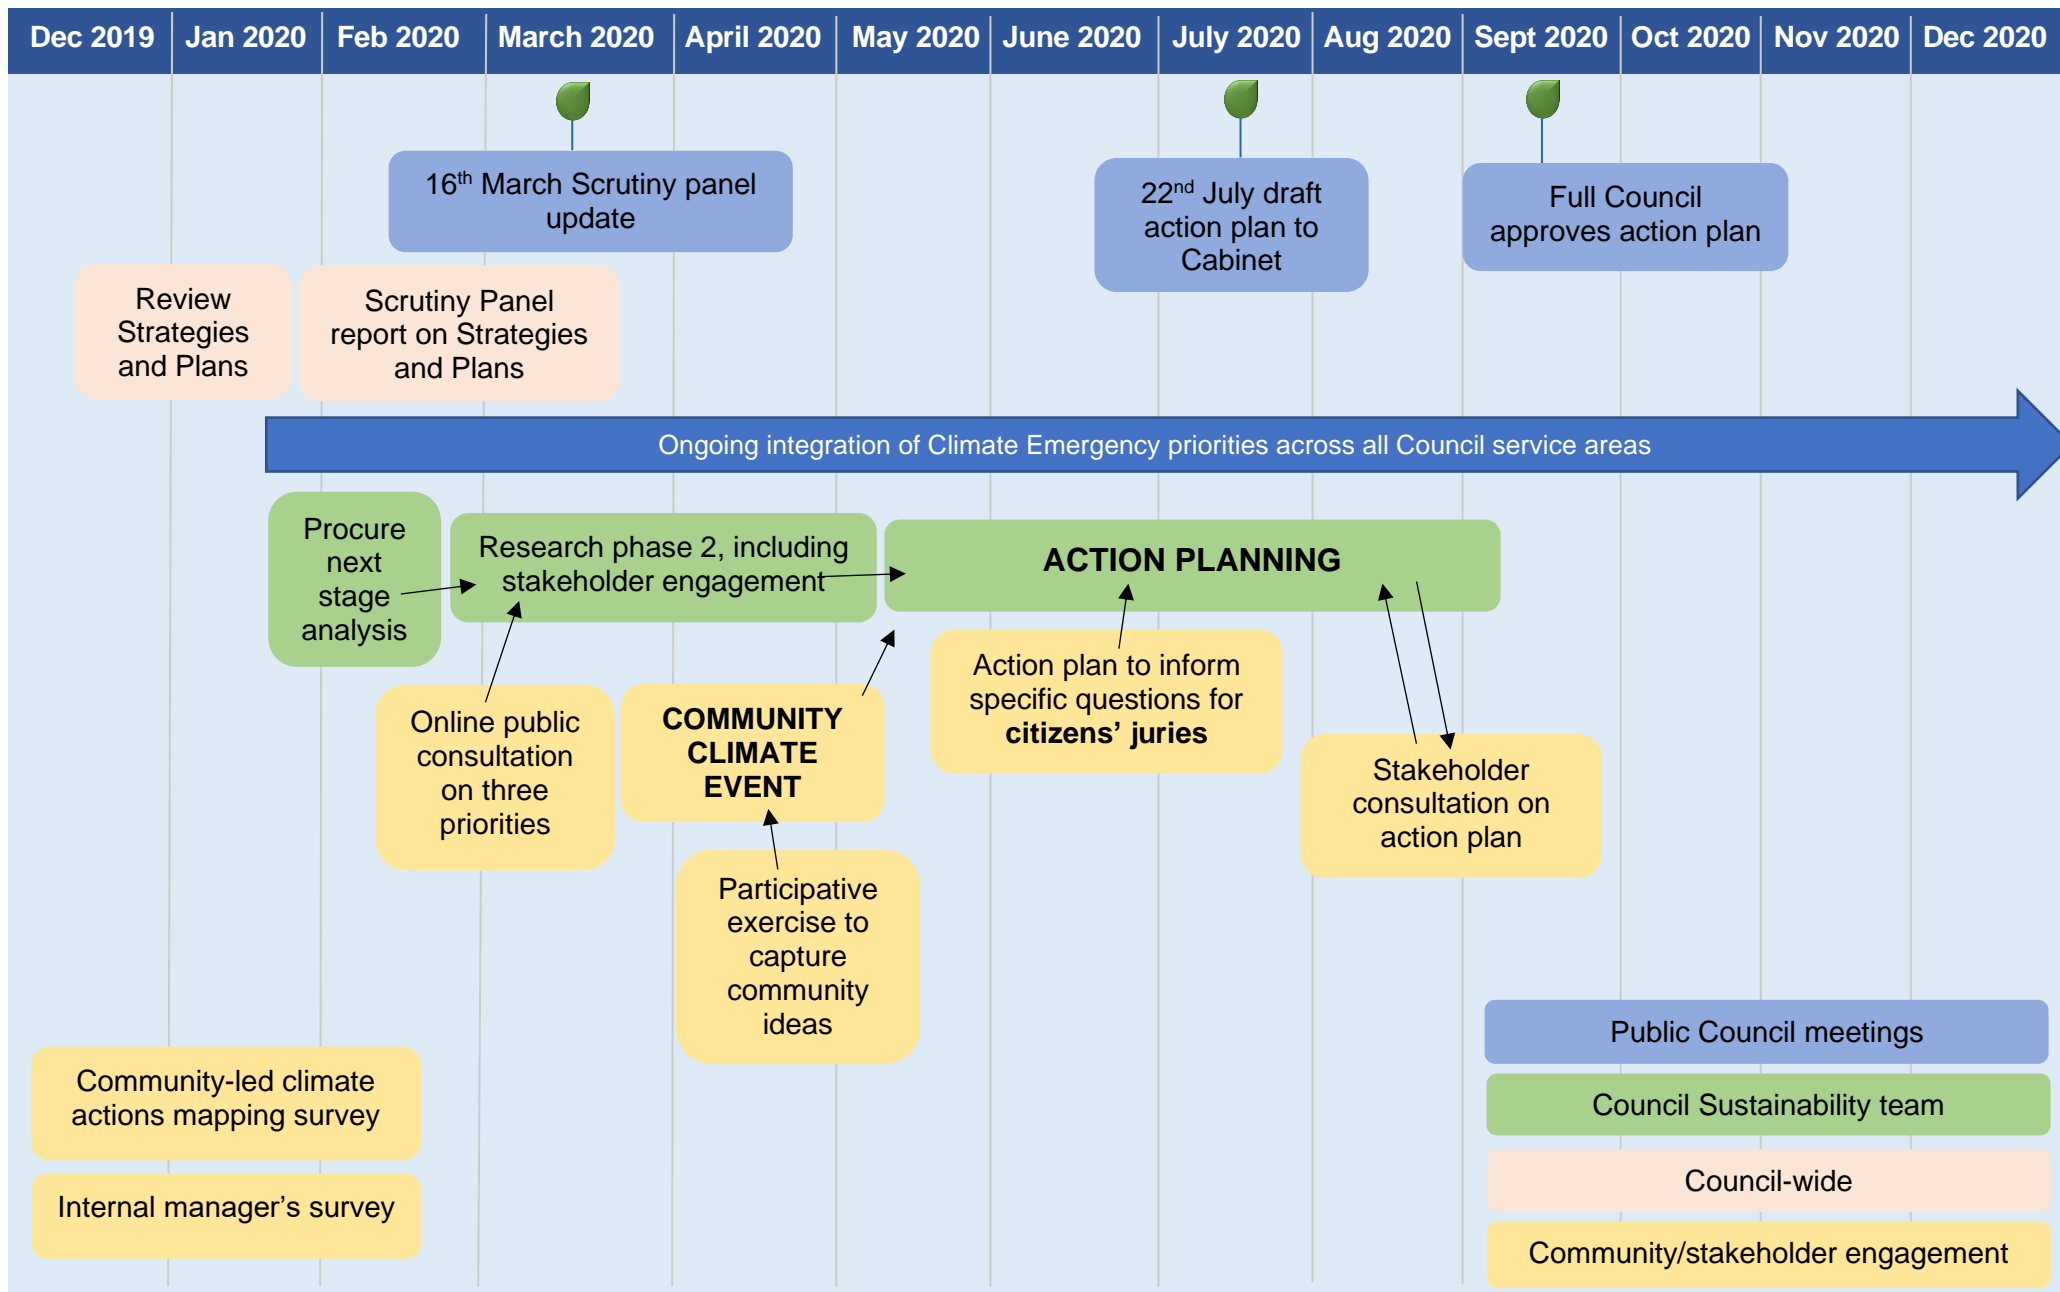 Dec 2019 Jan 2020 Feb 2020 March 2020 April 2020 May 2020 June 2020 July 2020 Aug 2020 Sept 2020 Oct 2020 Nov 2020 Dec 2020
16th March Scrutiny panel
update
22nd July draft
action plan to
Cabinet
Full Council
approves action plan
Review
Strategies
and Plans
Scrutiny Panel
report on Strategies
and Plans
Ongoing integration of Climate Emergency priorities across all Council service areas
Procure
next
stage
analysis
Research phase 2, including
stakeholder engagement
ACTION PLANNING
Online public
consultation
on three
priorities
COMMUNITY
CLIMATE
EVENT
Action plan to inform
specific questions for
citizens’ juries
Stakeholder
consultation on
action plan
Participative
exercise to
capture
community
ideas
Community-led climate
actions mapping survey
Internal manager’s survey
Public Council meetings
Council Sustainability team
Council-wide
Community/stakeholder engagement